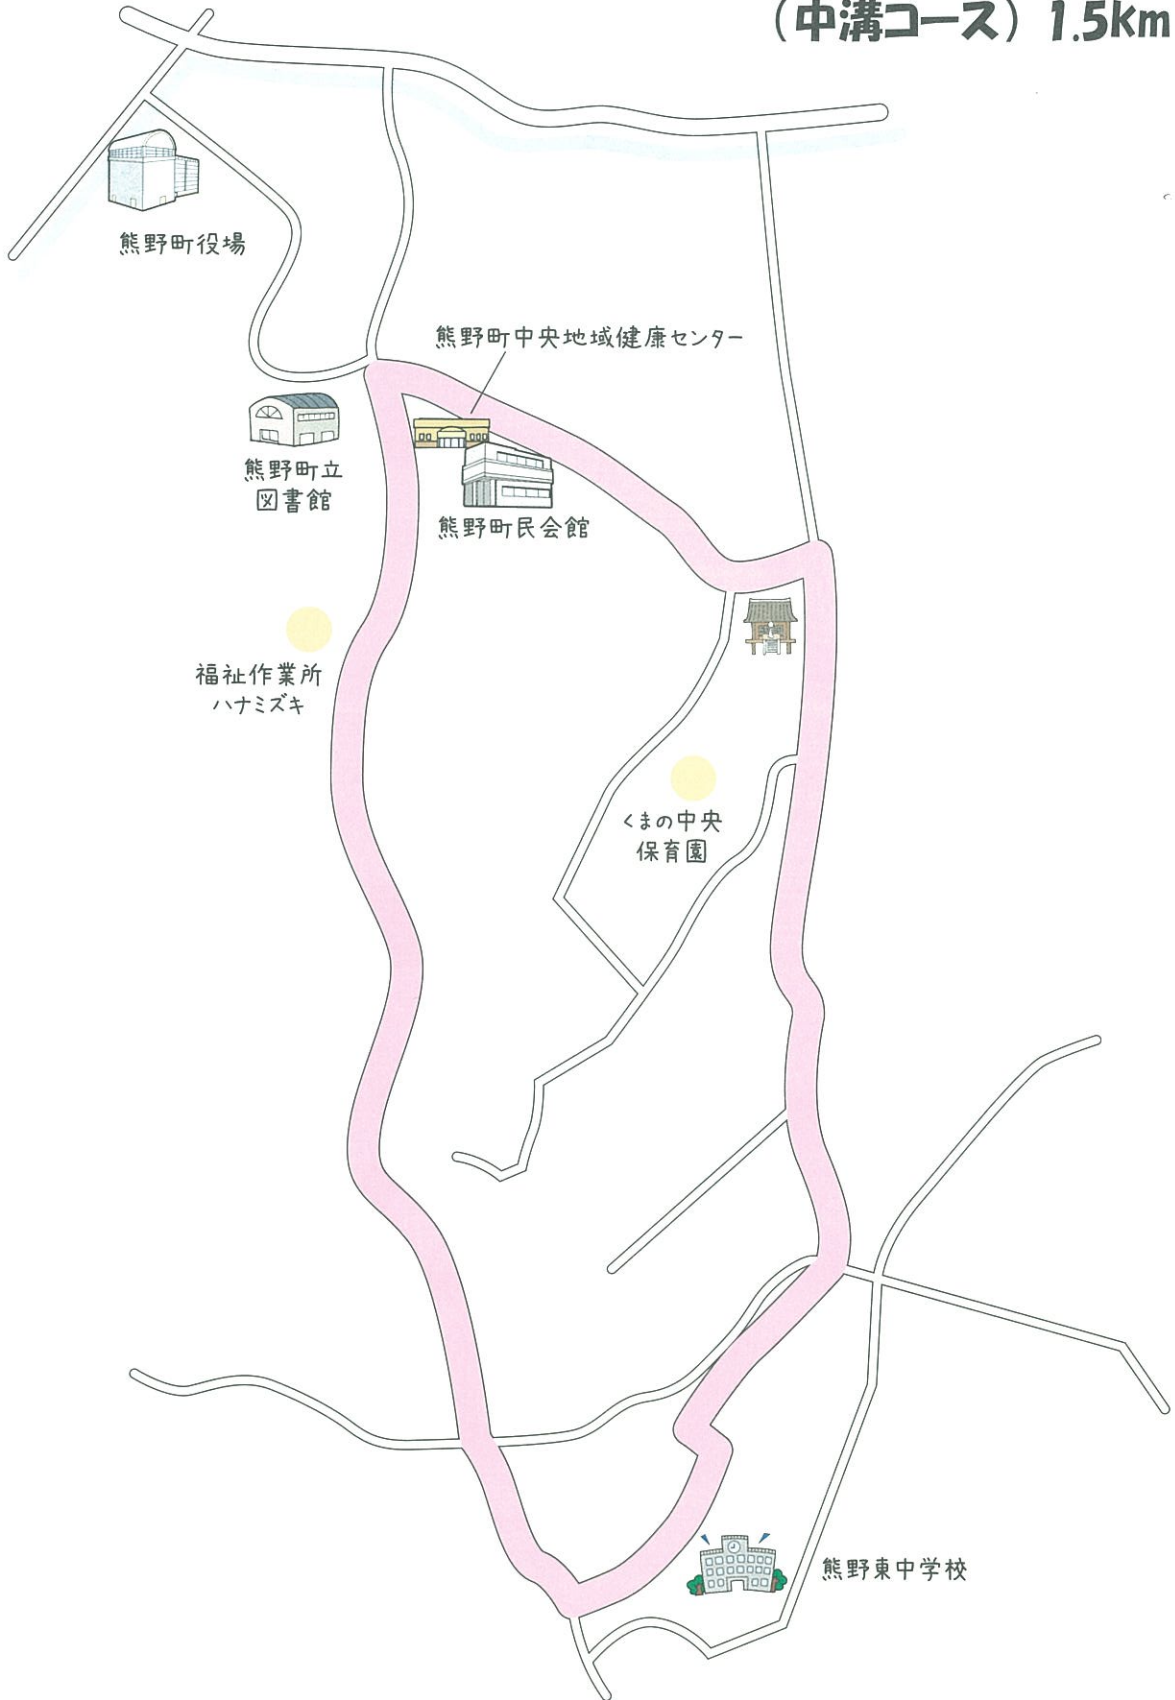 (中溝コース) 1.5km
熊野町役場
熊野町中央地域健康センター
熊野町立
図書館
熊野町民会館
福祉作業所
ハナミズキ
くまの中央
保育園
熊野東中学校